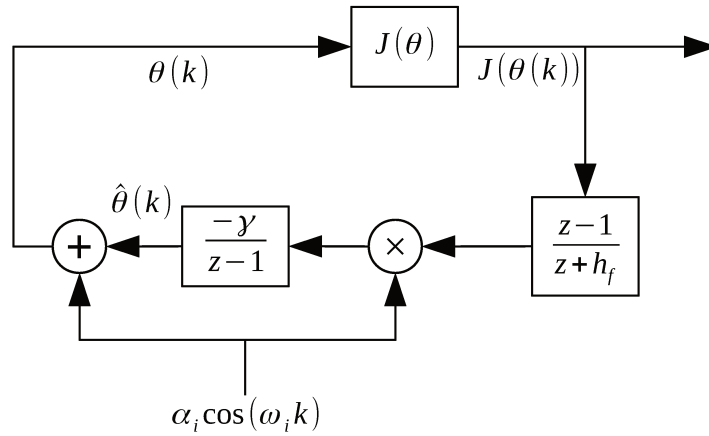 J(θ)
θ(k)
J(θ(k))
θ̂(k)
−γ
z−1
z−1
z+h_f
+
×
α_i cos(ω_i k)